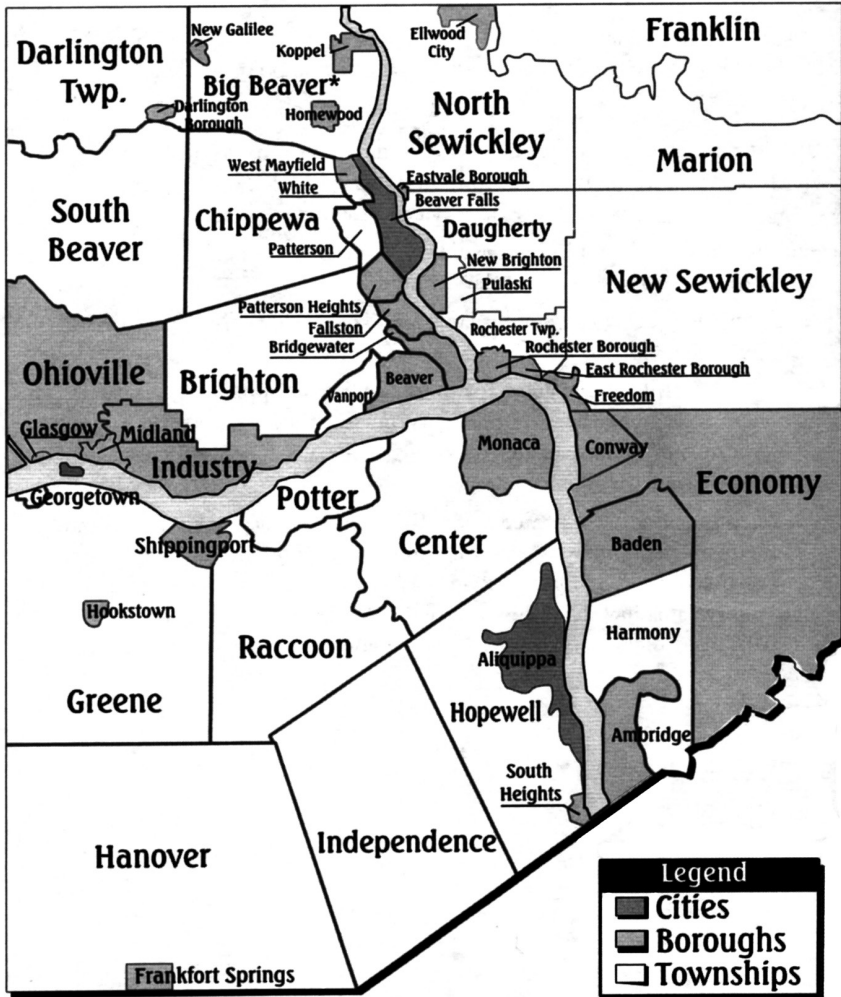 New Galilee
Koppel
Ellwood
City
Franklin
Darlington
Twp.
Big Beaver*
Darlington
Borough
Homewood
North
Sewickley
Marion
West Mayfield
White
Eastvale Borough
Beaver Falls
South
Beaver
Chippewa
Patterson
Daugherty
New Brighton
Pulaski
New Sewickley
Patterson Heights
Fallston
Bridgewater
Rochester Twp.
Rochester Borough
East Rochester Borough
Freedom
Ohioville
Brighton
Vanport
Beaver
Glasgow
Midland
Industry
Monaca
Conway
Georgetown
Potter
Economy
Shippingport
Center
Baden
Hookstown
Raccoon
Harmony
Aliquippa
Greene
Hopewell
Ambridge
South
Heights
Hanover
Independence
Frankfort Springs
Legend
Cities
Boroughs
Townships